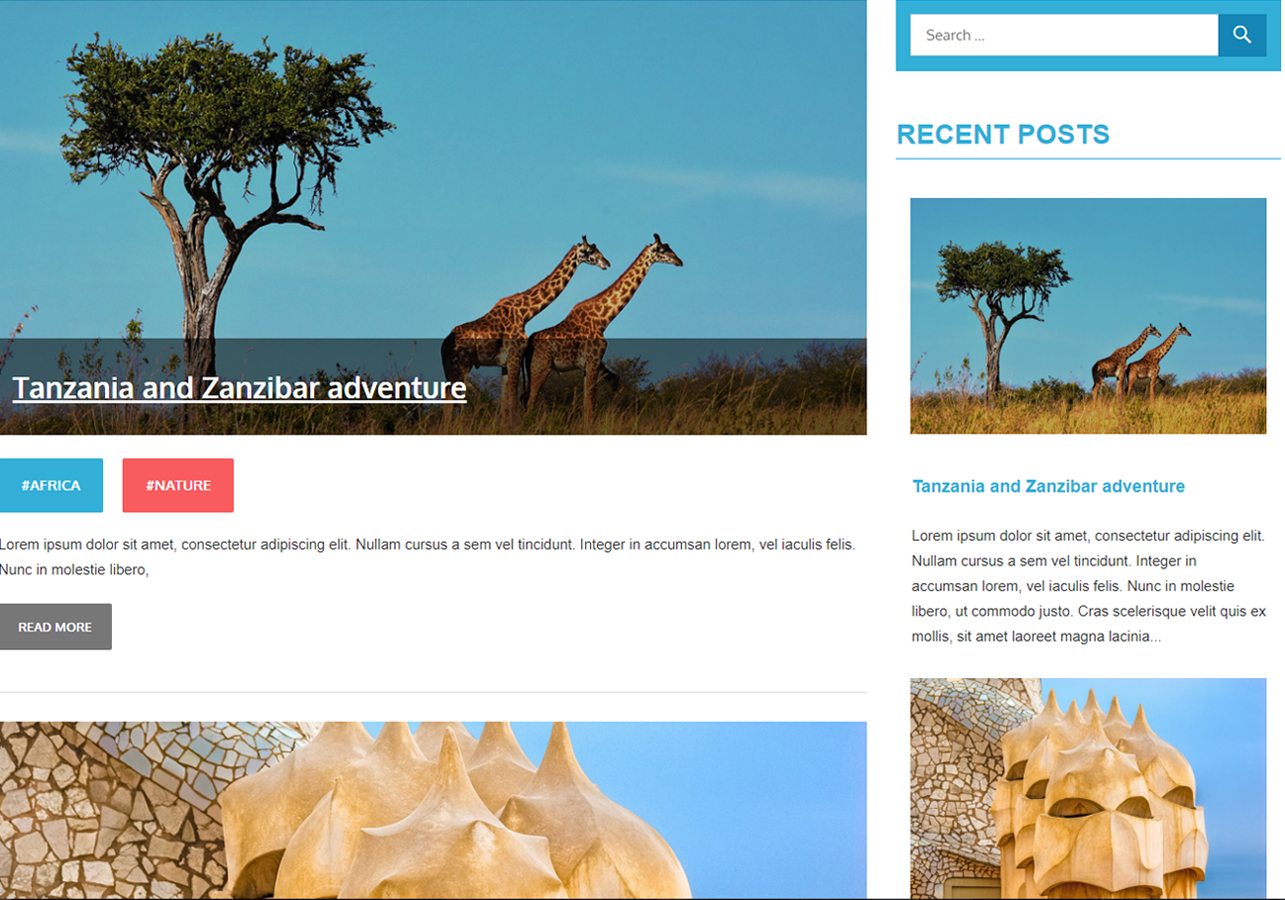 Tanzania and Zanzibar adventure
#AFRICA
#NATURE
Lorem ipsum dolor sit amet, consectetur adipiscing elit. Nullam cursus a sem vel tincidunt. Integer in accumsan lorem, vel iaculis felis.
Nunc in molestie libero,
READ MORE
Search ...
RECENT POSTS
Tanzania and Zanzibar adventure
Lorem ipsum dolor sit amet, consectetur adipiscing elit.
Nullam cursus a sem vel tincidunt. Integer in
accumsan lorem, vel iaculis felis. Nunc in molestie
libero, ut commodo justo. Cras scelerisque velit quis ex
mollis, sit amet laoreet magna lacinia...